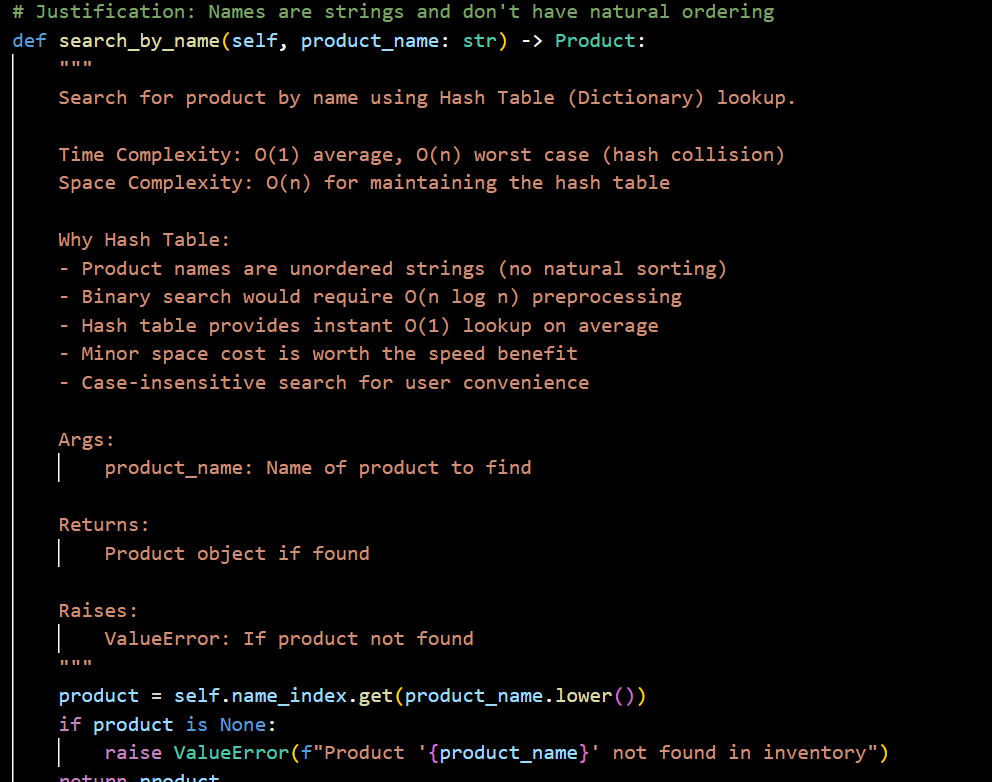 # Justification: Names are strings and don't have natural ordering
def search_by_name(self, product_name: str) -> Product:
"""
Search for product by name using Hash Table (Dictionary) lookup.
Time Complexity: O(1) average, O(n) worst case (hash collision)
Space Complexity: O(n) for maintaining the hash table
Why Hash Table:
- Product names are unordered strings (no natural sorting)
- Binary search would require O(n log n) preprocessing
- Hash table provides instant O(1) lookup on average
- Minor space cost is worth the speed benefit
- Case-insensitive search for user convenience
Args:
product_name: Name of product to find
Returns:
Product object if found
Raises:
ValueError: If product not found
"""
product = self.name_index.get(product_name.lower())
if product is None:
raise ValueError(f"Product '{product_name}' not found in inventory")
return product